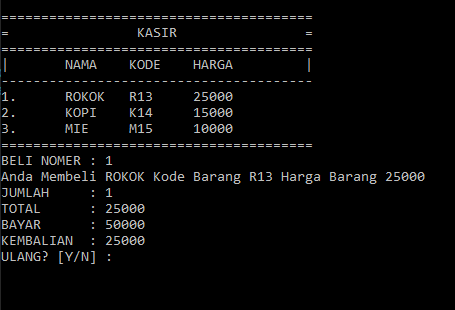 =======================================
=                KASIR                =
=======================================
|       NAMA    KODE    HARGA         |
---------------------------------------
1.      ROKOK   R13     25000
2.      KOPI    K14     15000
3.      MIE     M15     10000
=======================================
BELI NOMER : 1
Anda Membeli ROKOK Kode Barang R13 Harga Barang 25000
JUMLAH     : 1
TOTAL      : 25000
BAYAR      : 50000
KEMBALIAN  : 25000
ULANG? [Y/N] :